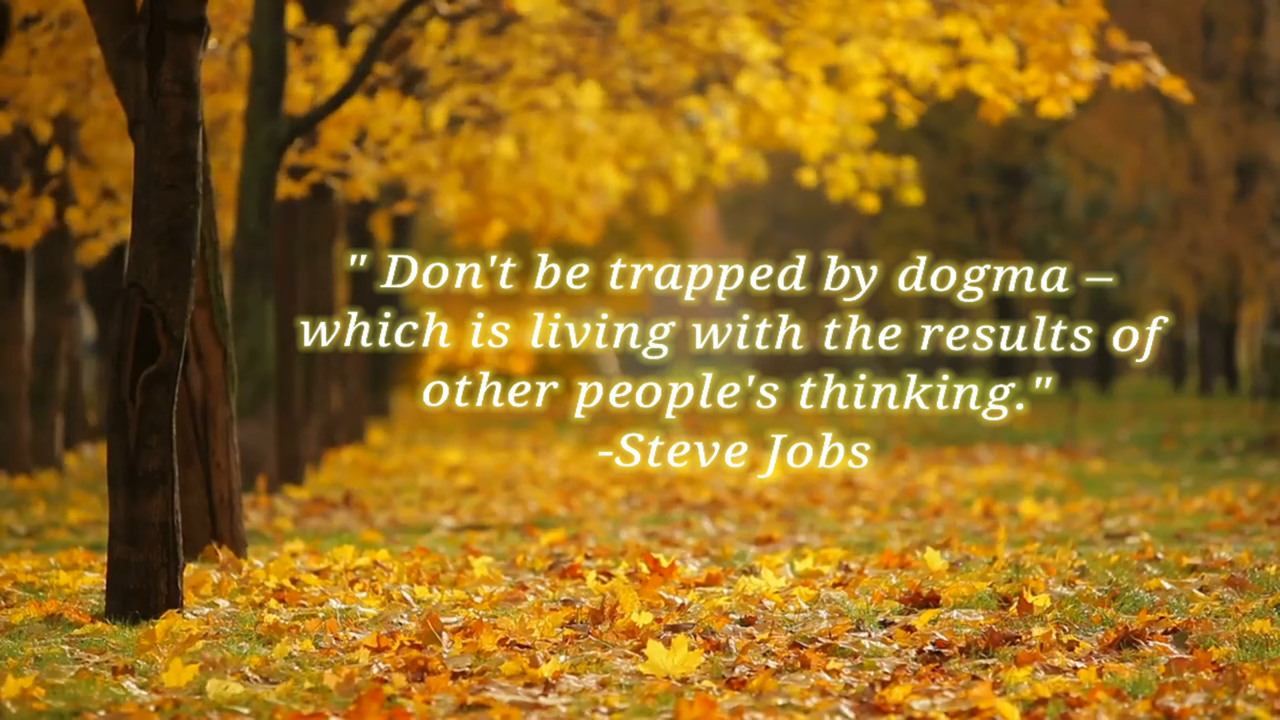 " Don't be trapped by dogma –
which is living with the results of
other people's thinking."
-Steve Jobs